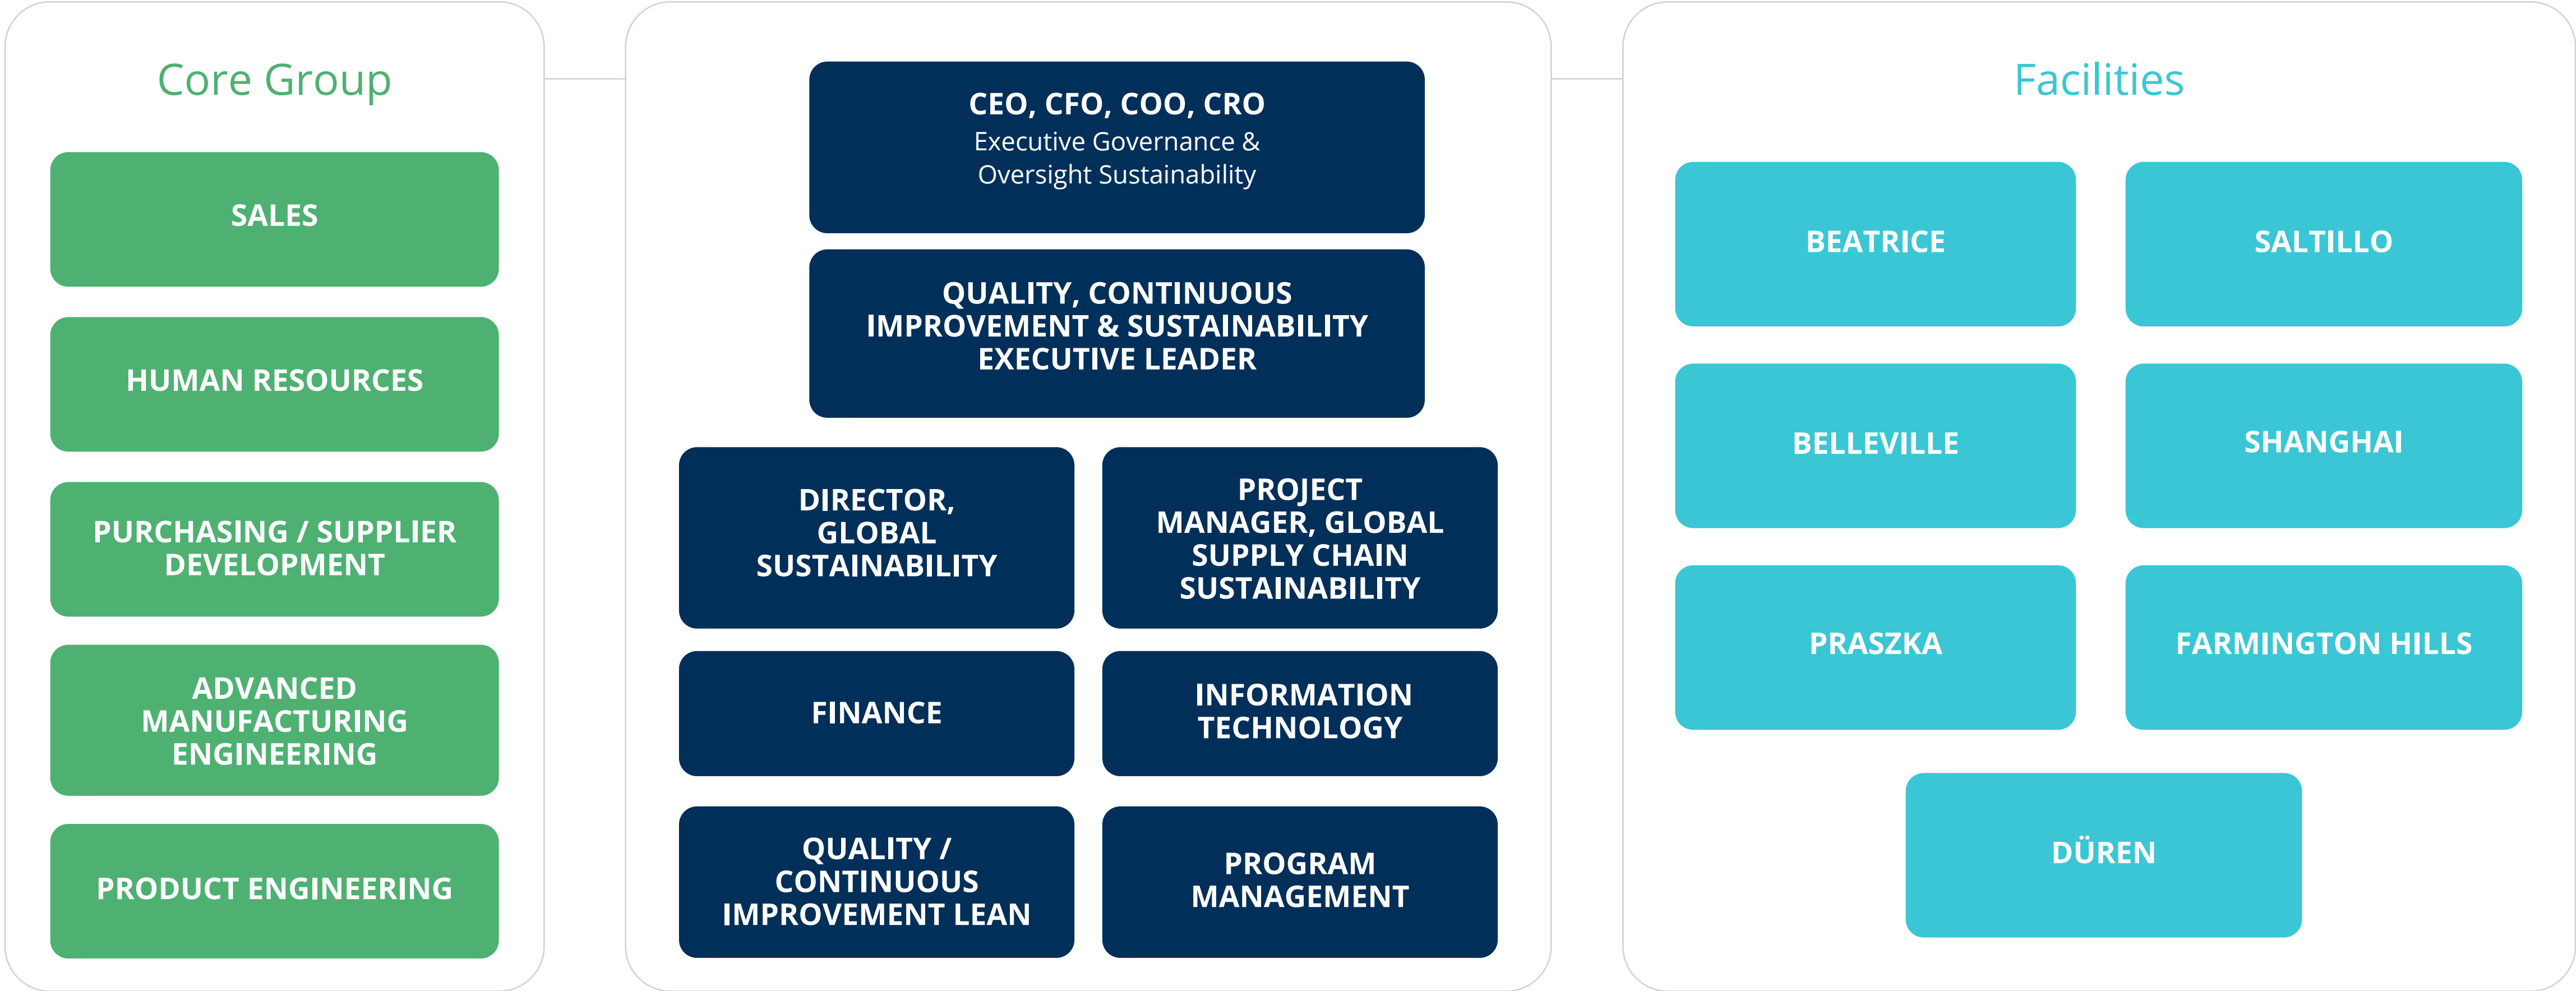 Core Group
SALES
HUMAN RESOURCES
PURCHASING / SUPPLIER
DEVELOPMENT
ADVANCED
MANUFACTURING
ENGINEERING
PRODUCT ENGINEERING
CEO, CFO, COO, CRO
Executive Governance &
Oversight Sustainability
QUALITY, CONTINUOUS
IMPROVEMENT & SUSTAINABILITY
EXECUTIVE LEADER
DIRECTOR,
GLOBAL
SUSTAINABILITY
PROJECT
MANAGER, GLOBAL
SUPPLY CHAIN
SUSTAINABILITY
FINANCE
INFORMATION
TECHNOLOGY
QUALITY /
CONTINUOUS
IMPROVEMENT LEAN
PROGRAM
MANAGEMENT
Facilities
BEATRICE
SALTILLO
BELLEVILLE
SHANGHAI
PRASZKA
FARMINGTON HILLS
DÜREN